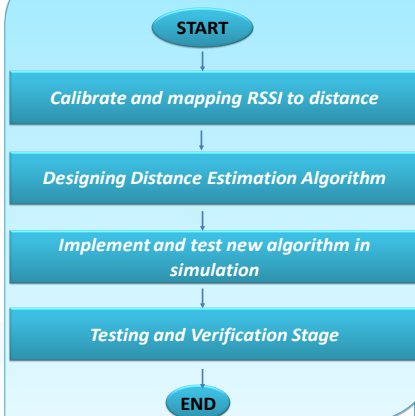 START
Calibrate and mapping RSSI to distance
Designing Distance Estimation Algorithm
Implement and test new algorithm in
simulation
Testing and Verification Stage
END